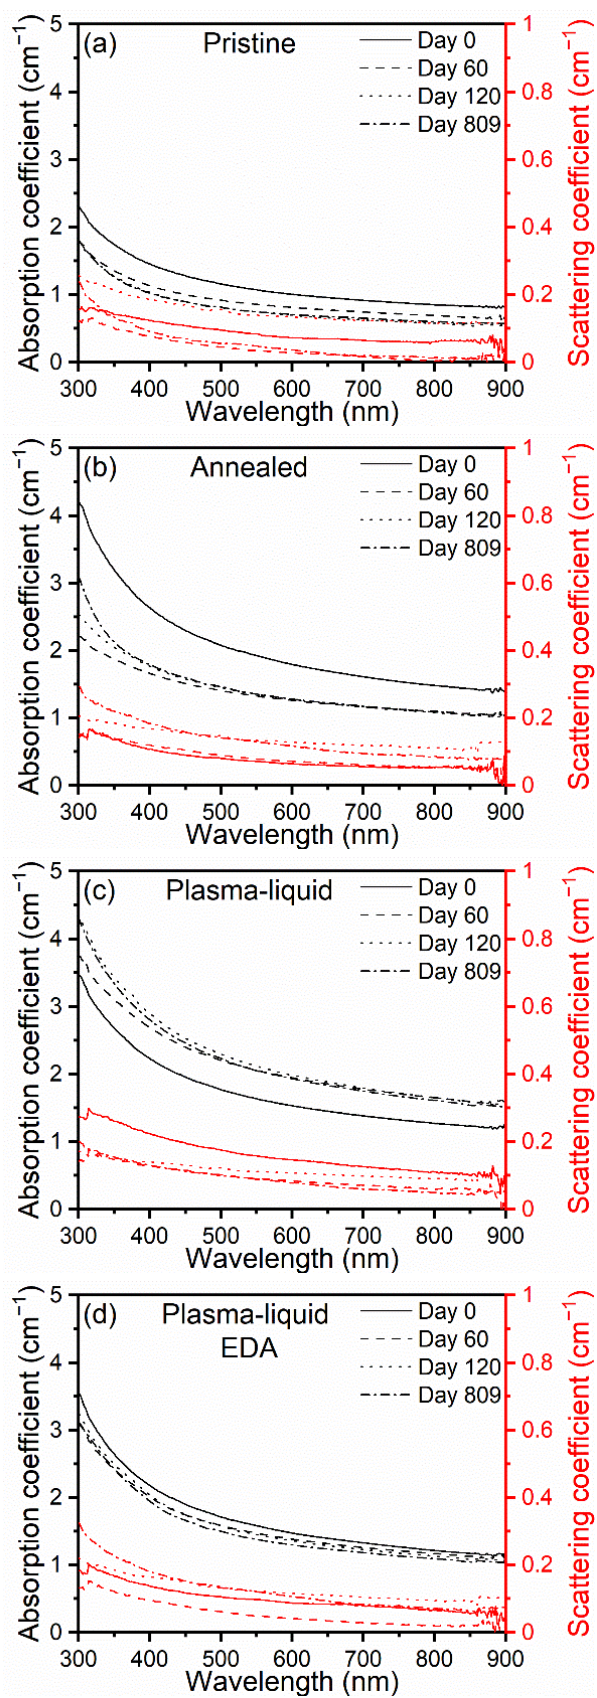 (a) Pristine
Day 0
Day 60
Day 120
Day 809
Absorption coefficient (cm⁻¹)
5
4
3
2
1
0
Scattering coefficient (cm⁻¹)
1
0.8
0.6
0.4
0.2
0
300 400 500 600 700 800 900
Wavelength (nm)
(b) Annealed
Day 0
Day 60
Day 120
Day 809
Absorption coefficient (cm⁻¹)
5
4
3
2
1
0
Scattering coefficient (cm⁻¹)
1
0.8
0.6
0.4
0.2
0
300 400 500 600 700 800 900
Wavelength (nm)
(c) Plasma-liquid
Day 0
Day 60
Day 120
Day 809
Absorption coefficient (cm⁻¹)
5
4
3
2
1
0
Scattering coefficient (cm⁻¹)
1
0.8
0.6
0.4
0.2
0
300 400 500 600 700 800 900
Wavelength (nm)
(d) Plasma-liquid
EDA
Day 0
Day 60
Day 120
Day 809
Absorption coefficient (cm⁻¹)
5
4
3
2
1
0
Scattering coefficient (cm⁻¹)
1
0.8
0.6
0.4
0.2
0
300 400 500 600 700 800 900
Wavelength (nm)